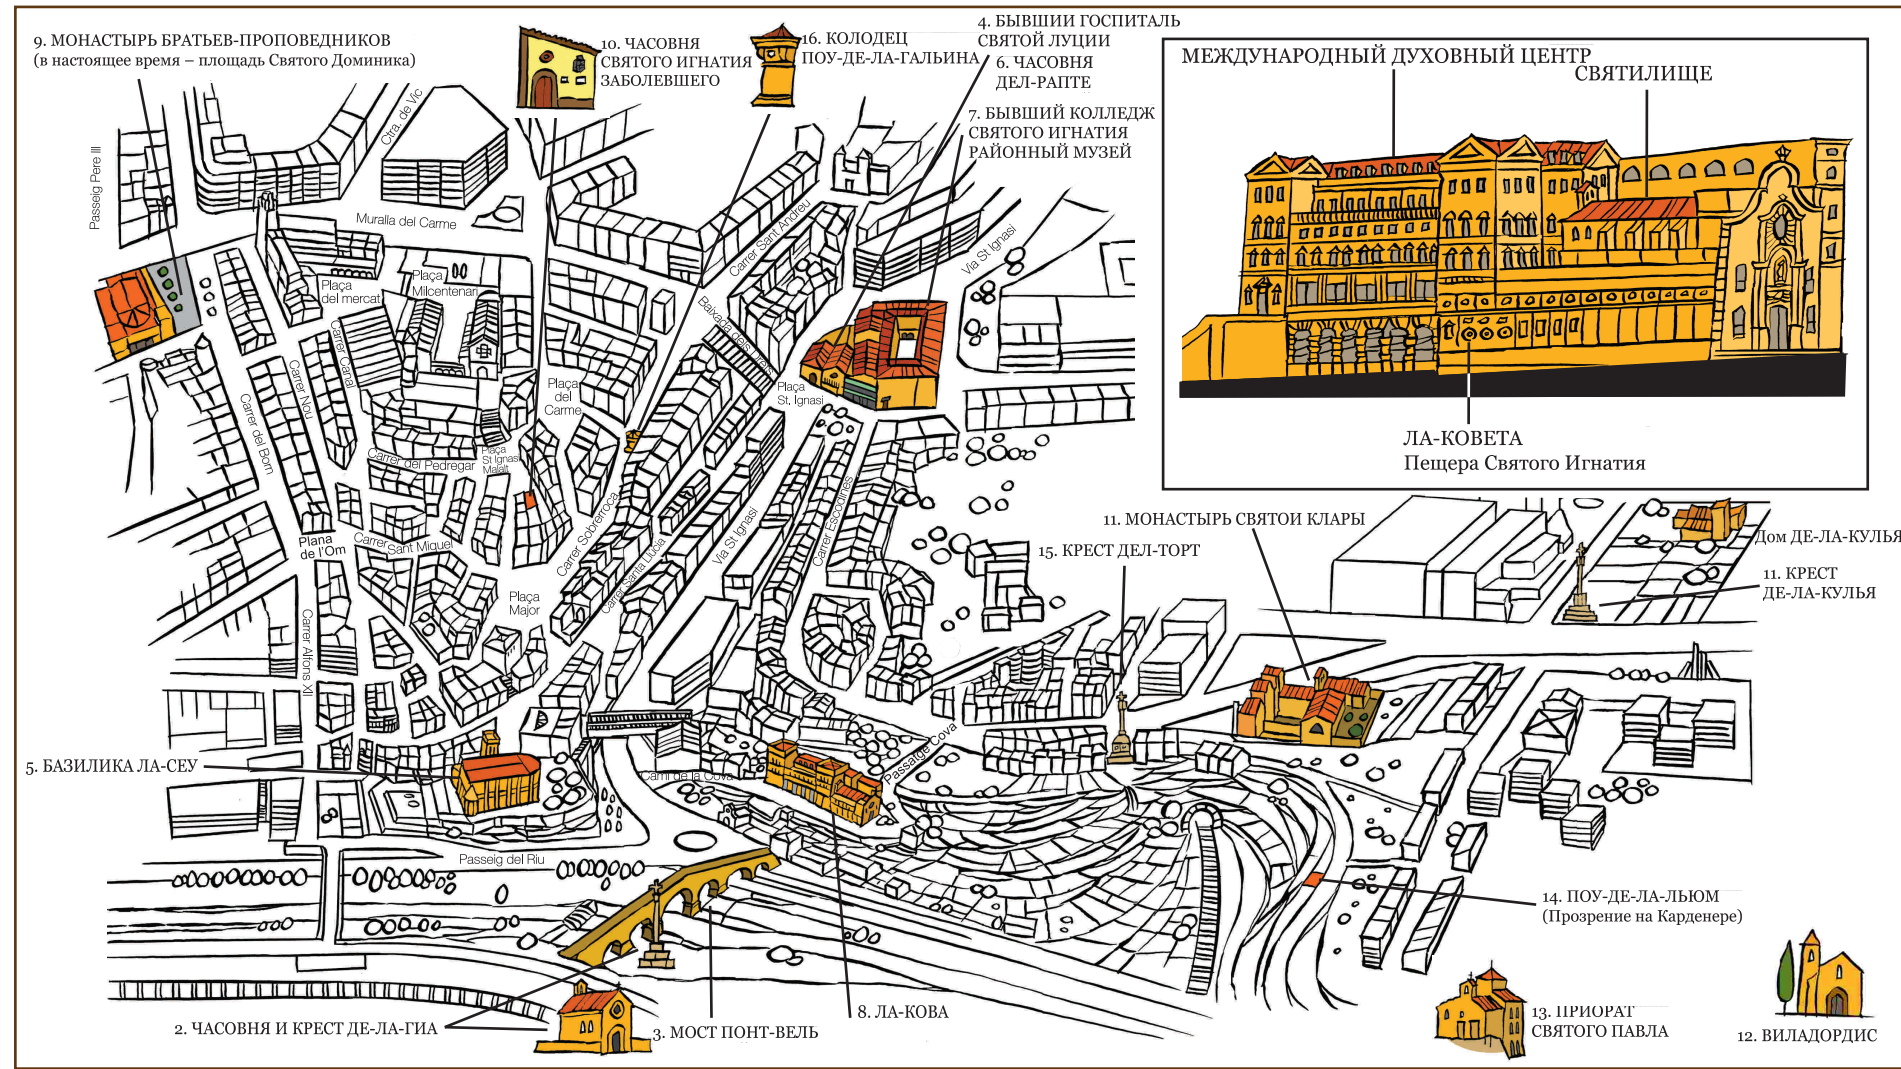 9. МОНАСТЫРЬ БРАТЬЕВ-ПРОПОВЕДНИКОВ
(в настоящее время – площадь Святого Доминика)
10. ЧАСОВНЯ
СВЯТОГО ИГНАТИЯ
ЗАБОЛЕВШЕГО
16. КОЛОДЕЦ
ПОУ-ДЕ-ЛА-ГАЛЬИНА
4. БЫВШИИ ГОСПИТАЛЬ
СВЯТОЙ ЛУЦИИ
6. ЧАСОВНЯ
ДЕЛ-РАПТЕ
7. БЫВШИЙ КОЛЛЕДЖ
СВЯТОГО ИГНАТИЯ
РАЙОННЫЙ МУЗЕЙ
МЕЖДУНАРОДНЫЙ ДУХОВНЫЙ ЦЕНТР
СВЯТИЛИЩЕ
ЛА-КОВЕТА
Пещера Святого Игнатия
Passeig Pere III
Ctra. de Vic
Muralla del Carme
Carrer Sant Andreu
Via St Ignasi
Plaça
Milcentenari
Plaça
del mercat
Baixada dels Drets
Carrer Canal
Carrer Nou
Carrer del Born
Plaça
del
Carme
Plaça
St. Ignasi
Carrer del Pedregar
Plaça
St Ignasi
Malalt
Carrer Sobrerroca
Carrer Santa Llúcia
Via St Ignasi
Carrer Escodines
Plana
de l'Om
Carrer Sant Miquel
Plaça
Major
Carrer Alfons XII
11. МОНАСТЫРЬ СВЯТОИ КЛАРЫ
15. КРЕСТ ДЕЛ-ТОРТ
Дом ДЕ-ЛА-КУЛЬЯ
11. КРЕСТ
ДЕ-ЛА-КУЛЬЯ
5. БАЗИЛИКА ЛА-СЕУ
Camí de la Cova
Passatge Cova
Passeig del Riu
14. ПОУ-ДЕ-ЛА-ЛЬЮМ
(Прозрение на Карденере)
2. ЧАСОВНЯ И КРЕСТ ДЕ-ЛА-ГИА
3. МОСТ ПОНТ-ВЕЛЬ
8. ЛА-КОВА
13. ПРИОРАТ
СВЯТОГО ПАВЛА
12. ВИЛАДОРДИС